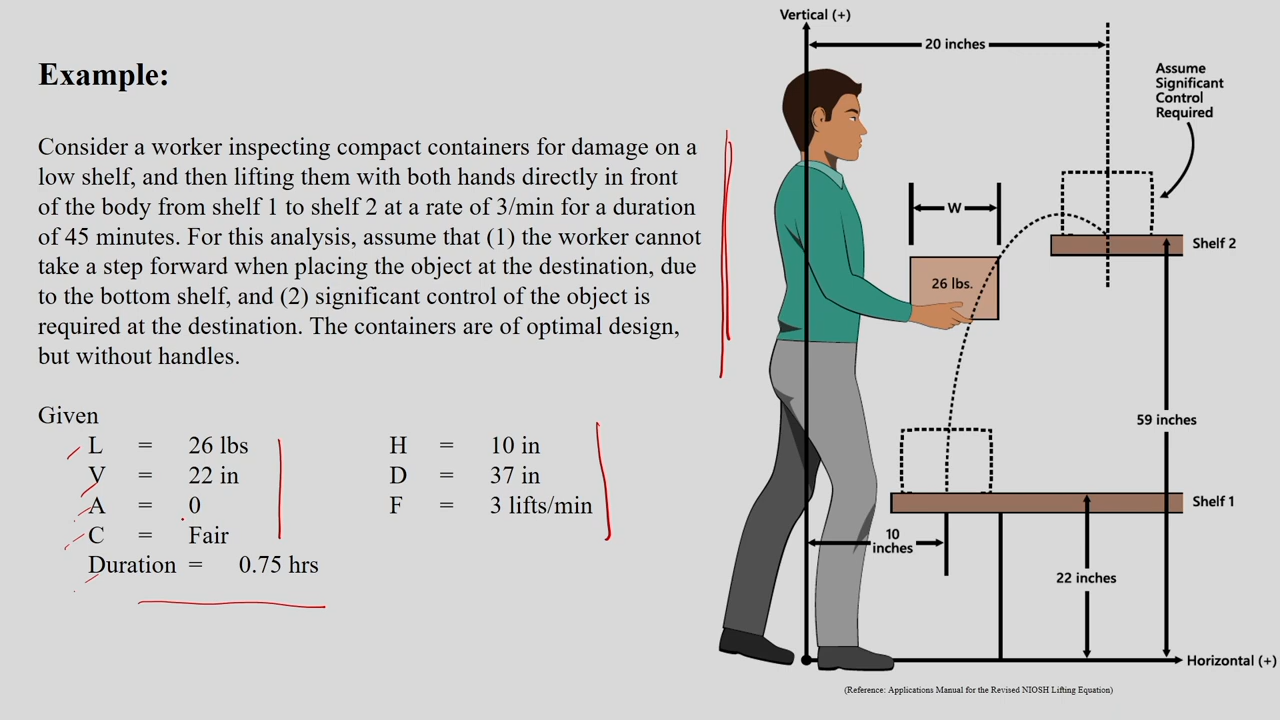 Example:
Consider a worker inspecting compact containers for damage on a
low shelf, and then lifting them with both hands directly in front
of the body from shelf 1 to shelf 2 at a rate of 3/min for a duration
of 45 minutes. For this analysis, assume that (1) the worker cannot
take a step forward when placing the object at the destination, due
to the bottom shelf, and (2) significant control of the object is
required at the destination. The containers are of optimal design,
but without handles.
Given
L = 26 lbs
V = 22 in
A = 0
C = Fair
Duration = 0.75 hrs
H = 10 in
D = 37 in
F = 3 lifts/min
Vertical (+)
20 inches
Assume
Significant
Control
Required
W
26 lbs.
Shelf 2
59 inches
Shelf 1
10
inches
22 inches
Horizontal (+)
(Reference: Applications Manual for the Revised NIOSH Lifting Equation)